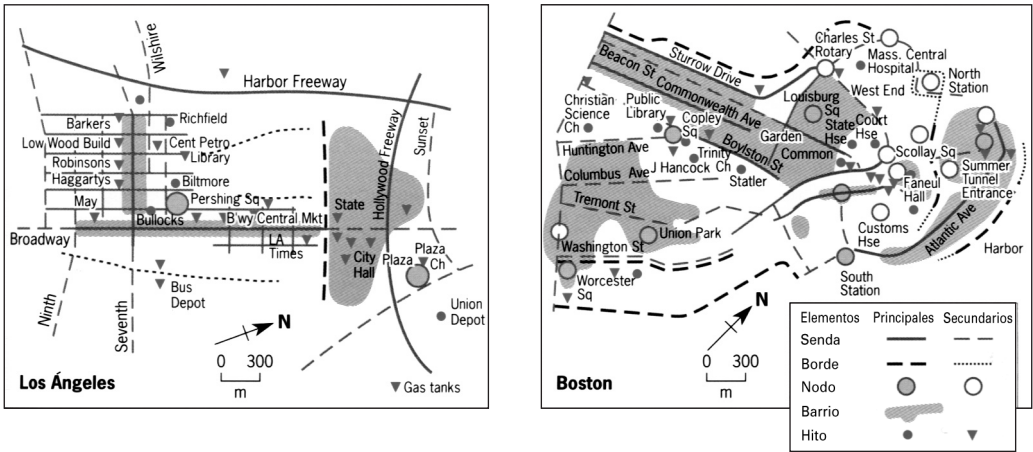 Wilshire
Harbor Freeway
Barkers
Richfield
Low Wood Build
Cent Petro
Library
Robinsons
Haggartys
Biltmore
May
Pershing Sq
Bullocks
B'wy Central Mkt
Broadway
LA
Times
State
City
Hall
Hollywood Freeway
Sunset
Plaza
Plaza
Ch
Bus
Depot
Union
Depot
Ninth
Seventh
N
0 300
m
Gas tanks
Los Ángeles
Sturrow Drive
Beacon St
Commonwealth Ave
Charles St
Rotary
Mass. Central
Hospital
North
Station
West End
Christian
Science
Ch
Public
Library
Copley
Sq
Louisburg
Sq
State
Hse
Court
Hse
Garden
Common
Boylston St
Huntington Ave
J Hancock
Trinity
Ch
Statler
Columbus Ave
Tremont St
Scollay Sq
Summer
Tunnel
Entrance
Faneul
Hall
Customs
Hse
Atlantic Ave
Harbor
Union Park
Washington St
Worcester
Sq
South
Station
N
0 300
m
Boston
Elementos Principales Secundarios
Senda
Borde
Nodo
Barrio
Hito